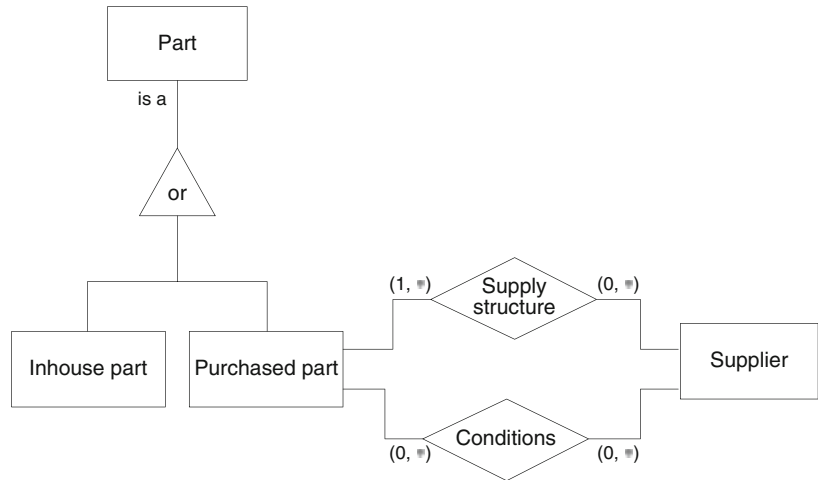 Part
is a
or
(1, *)
Supply
structure
(0, *)
Inhouse part
Purchased part
Supplier
Conditions
(0, *)
(0, *)